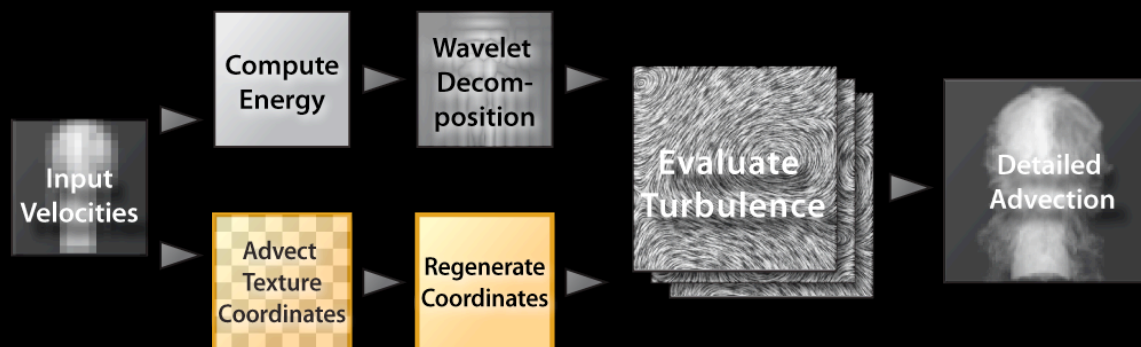 Input
Velocities
Compute
Energy
Wavelet
Decom-
position
Advect
Texture
Coordinates
Regenerate
Coordinates
Evaluate
Turbulence
Detailed
Advection